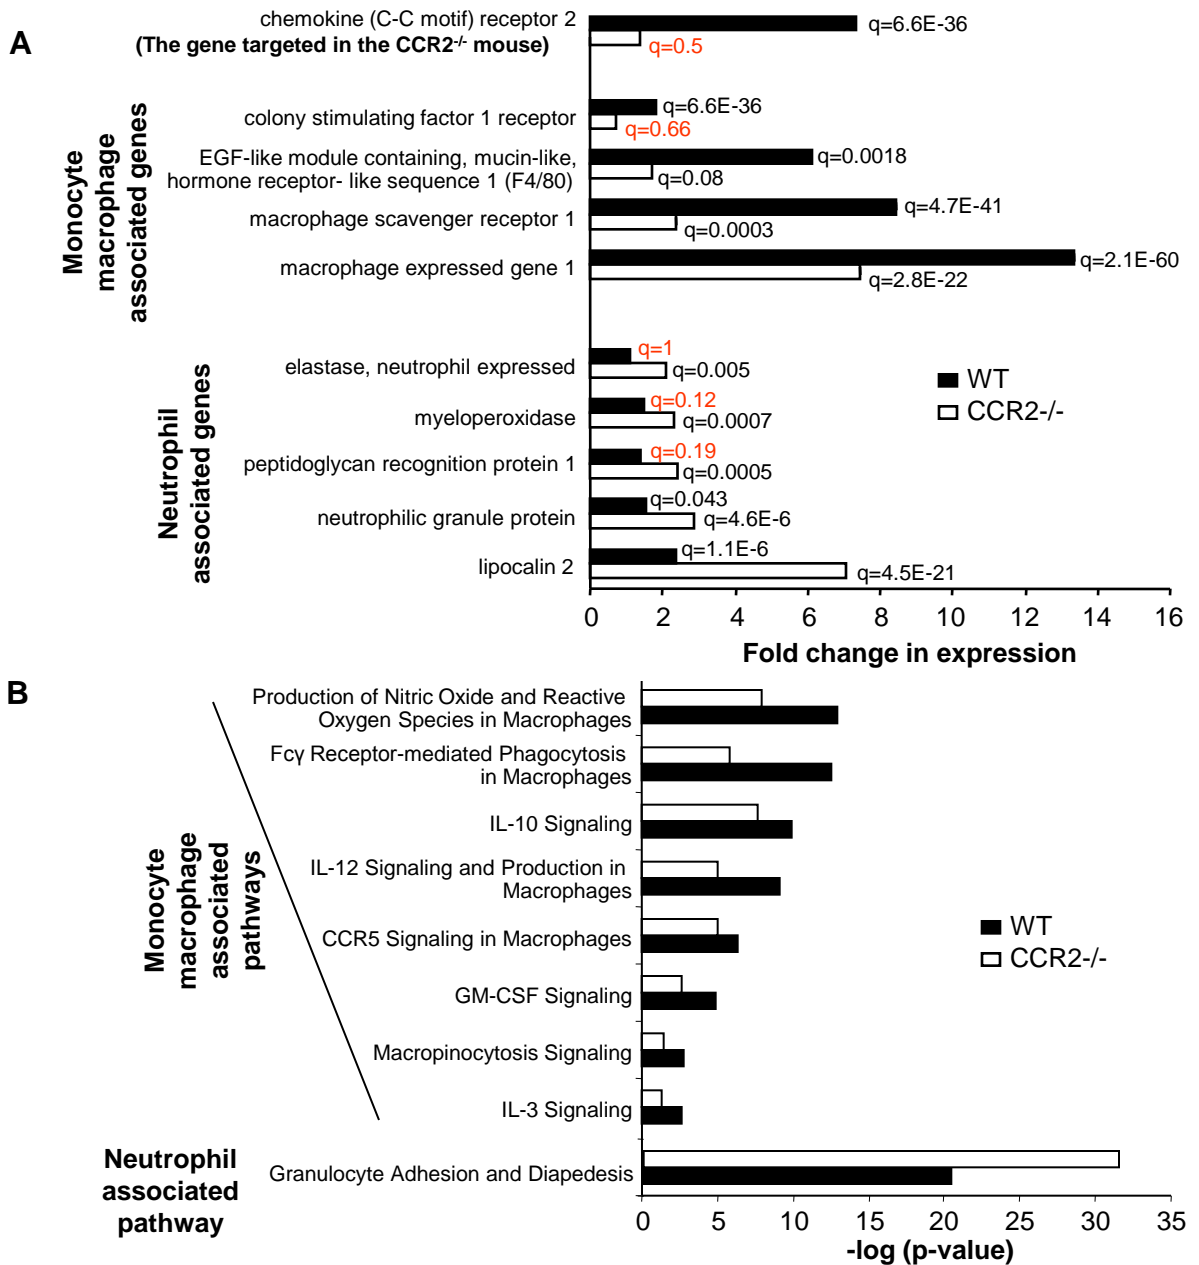 A
chemokine (C-C motif) receptor 2
(The gene targeted in the CCR2-/- mouse)
q=6.6E-36
q=0.5
Monocyte
macrophage
associated genes
colony stimulating factor 1 receptor
q=6.6E-36
q=0.66
EGF-like module containing, mucin-like,
hormone receptor- like sequence 1 (F4/80)
q=0.0018
q=0.08
macrophage scavenger receptor 1
q=4.7E-41
q=0.0003
macrophage expressed gene 1
q=2.1E-60
q=2.8E-22
Neutrophil
associated genes
elastase, neutrophil expressed
q=1
q=0.005
myeloperoxidase
q=0.12
q=0.0007
peptidoglycan recognition protein 1
q=0.19
q=0.0005
neutrophilic granule protein
q=0.043
q=4.6E-6
lipocalin 2
q=1.1E-6
q=4.5E-21
WT
CCR2-/-
0 2 4 6 8 10 12 14 16
Fold change in expression
B
Monocyte
macrophage
associated
pathways
Production of Nitric Oxide and Reactive
Oxygen Species in Macrophages
Fcγ Receptor-mediated Phagocytosis
in Macrophages
IL-10 Signaling
IL-12 Signaling and Production in
Macrophages
CCR5 Signaling in Macrophages
GM-CSF Signaling
Macropinocytosis Signaling
IL-3 Signaling
WT
CCR2-/-
Neutrophil
associated
pathway
Granulocyte Adhesion and Diapedesis
0 5 10 15 20 25 30 35
-log (p-value)